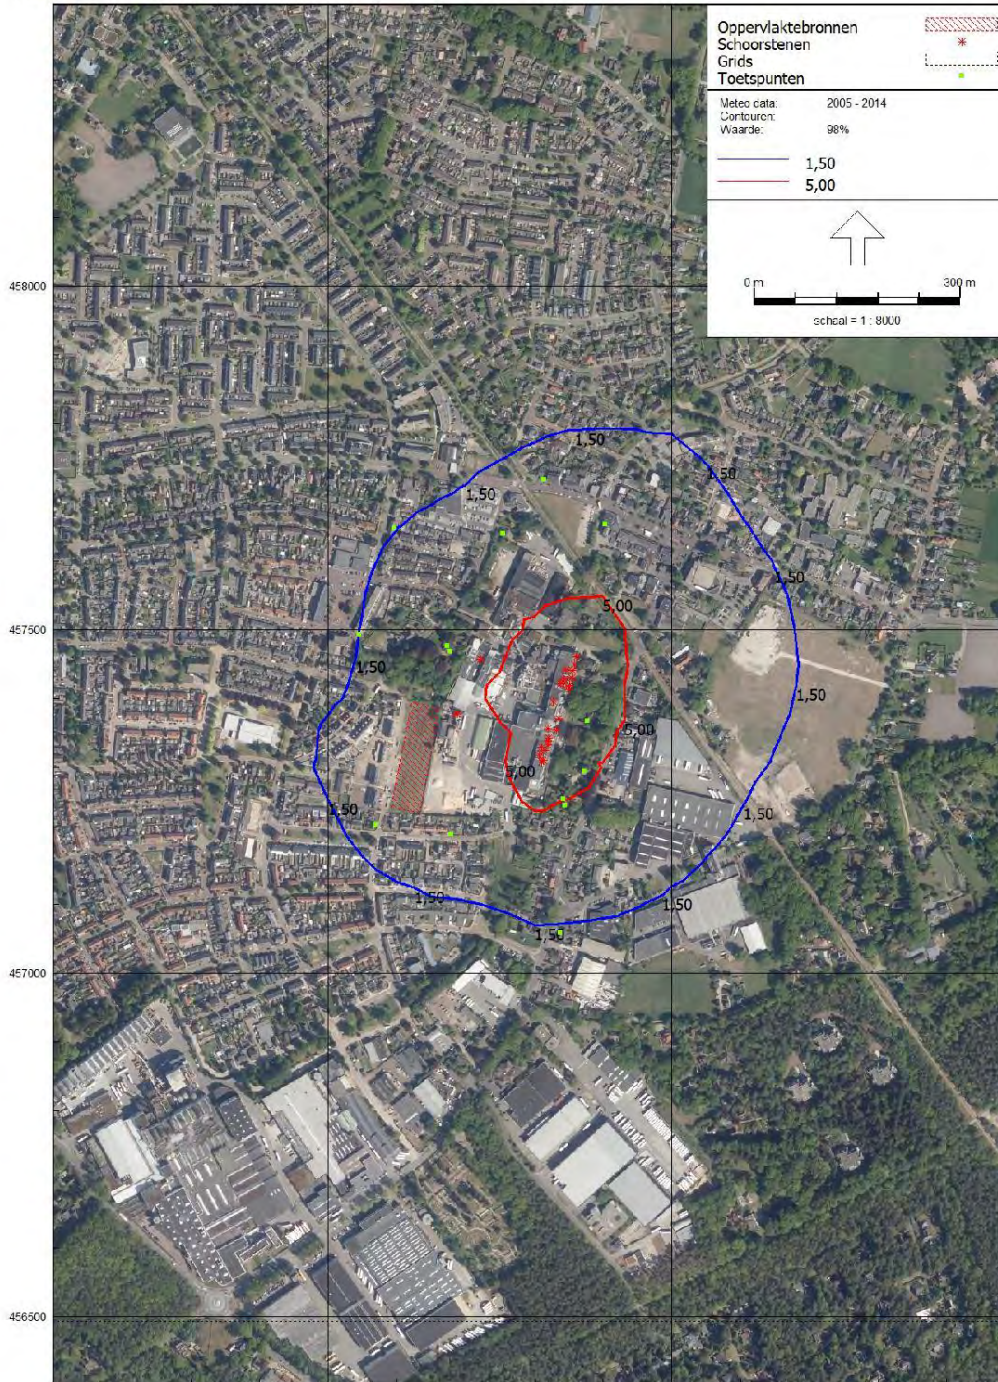 Oppervlaktebronnen
Schoorstenen
Grids
Toetspunten
Meteo data: 2005 - 2014
Contouren:
Waarde: 98%
1,50
5,00
0 m 300 m
schaal = 1 : 8000
458000
1,50
1,50
1,50
1,50
457500
5,00
1,50
1,50
5,00
5,00
1,50
1,50
1,50
1,50
1,50
457000
456500